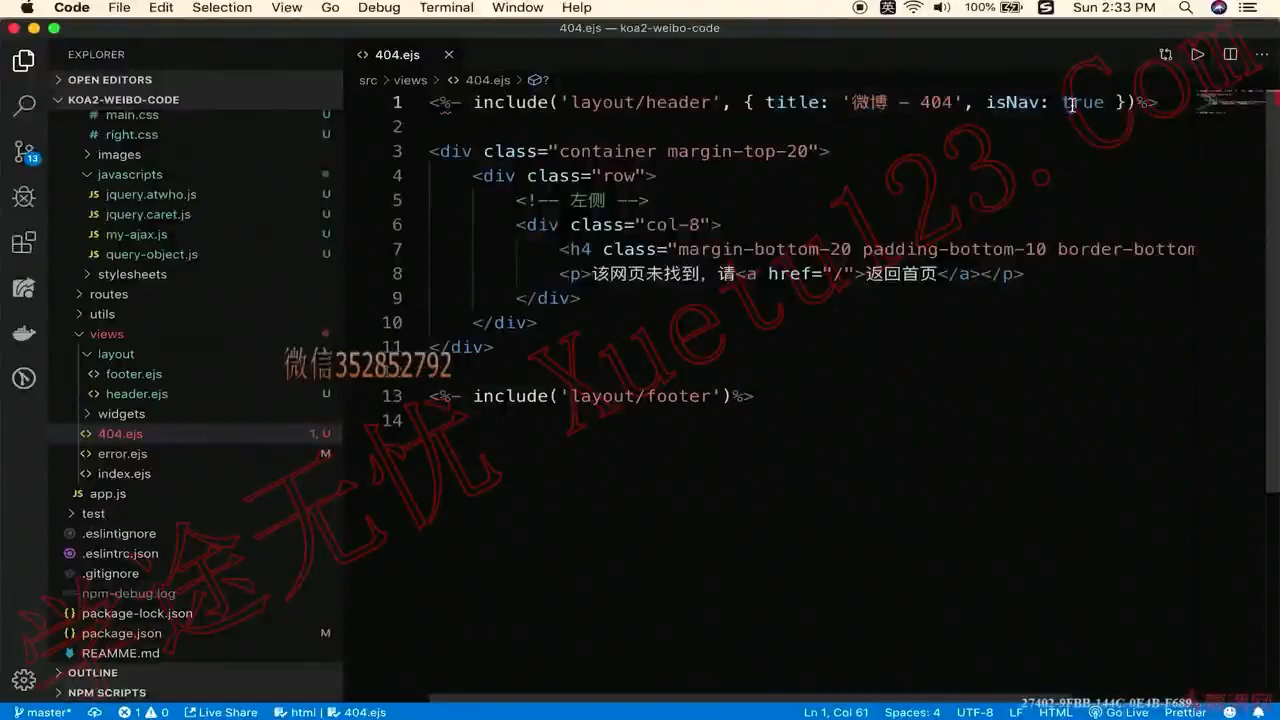 Code File Edit Selection View Go Debug Terminal Window Help 英 100% Sun 2:33 PM
404.ejs — koa2-weibo-code
EXPLORER
OPEN EDITORS
KOA2-WEIBO-CODE
main.css U
right.css U
images
javascripts
jquery.atwho.js U
jquery.caret.js U
my-ajax.js U
query-object.js U
stylesheets
routes
utils
views
layout
footer.ejs U
header.ejs U
widgets
404.ejs 1, U
error.ejs M
index.ejs
app.js
test
.eslintignore
.eslintrc.json
.gitignore
npm-debug.log
package-lock.json
package.json M
REAMME.md
OUTLINE
NPM SCRIPTS
13
404.ejs
src > views > 404.ejs > ?
1 <%- include('layout/header', { title: '微博 - 404', isNav: true })%>
2
3 <div class="container margin-top-20">
4 <div class="row">
5 <!-- 左侧 -->
6 <div class="col-8">
7 <h4 class="margin-bottom-20 padding-bottom-10 border-bottom
8 <p>该网页未找到，请<a href="/">返回首页</a></p>
9 </div>
10 </div>
11 </div>
13 <%- include('layout/footer')%>
14
微信352852792
学途无忧 Xuetu123.Com
master* 1 0 Live Share html | 404.ejs Ln 1, Col 61 Spaces: 4 UTF-8 LF HTML Go Live Prettier